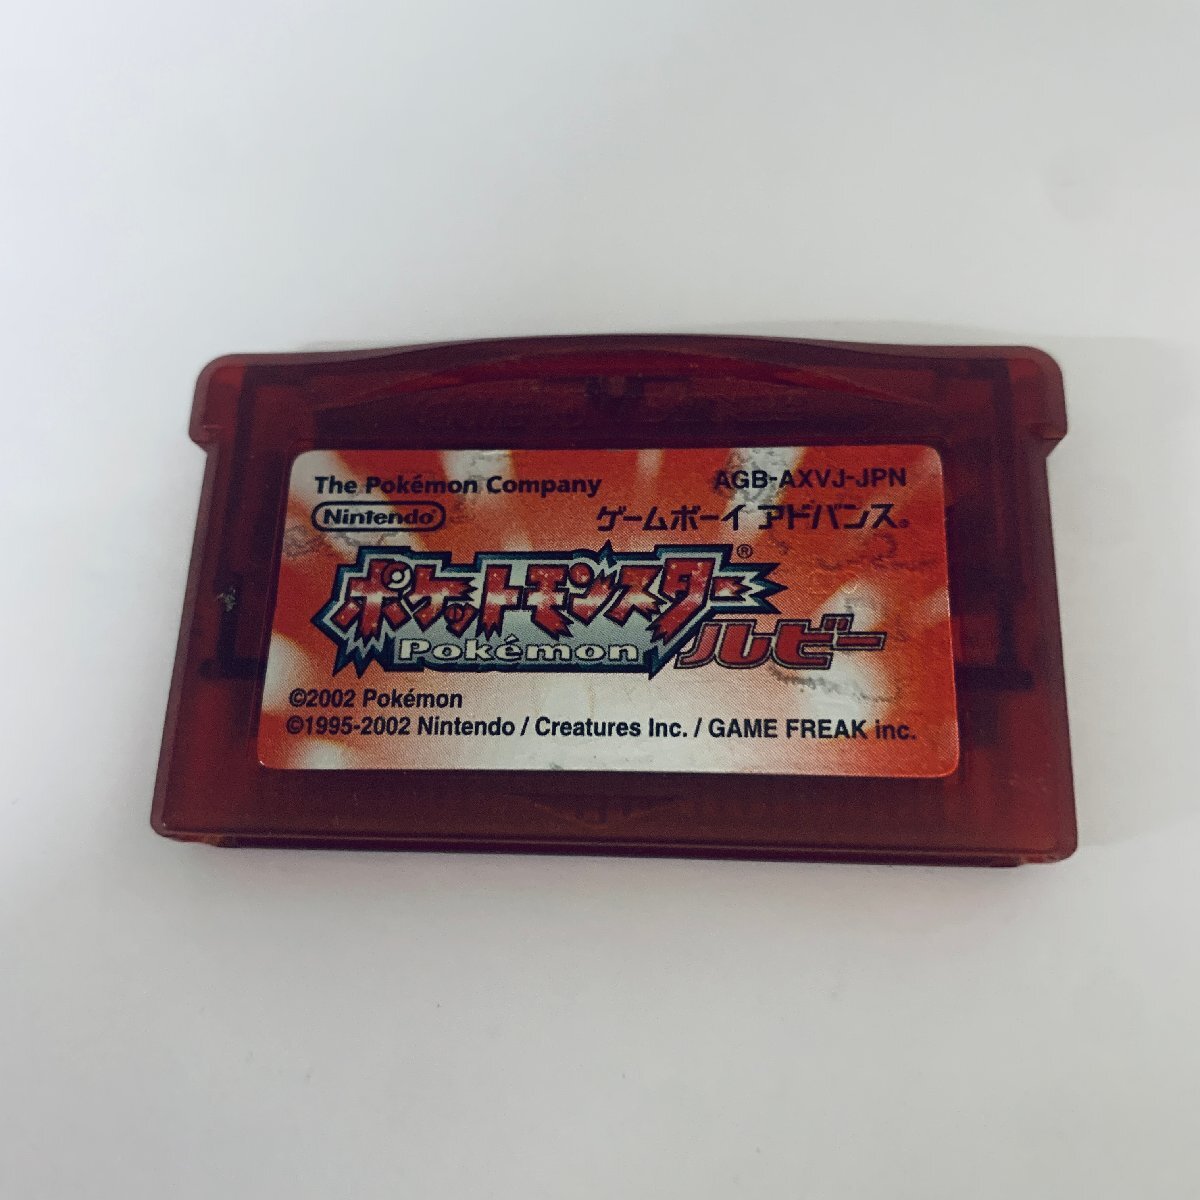 The Pokémon Company
AGB-AXVJ-JPN
Nintendo®
ゲームボーイ アドバンス®
ポケットモンスター®
Pokémon
ルビー
©2002 Pokémon
©1995-2002 Nintendo / Creatures Inc. / GAME FREAK inc.